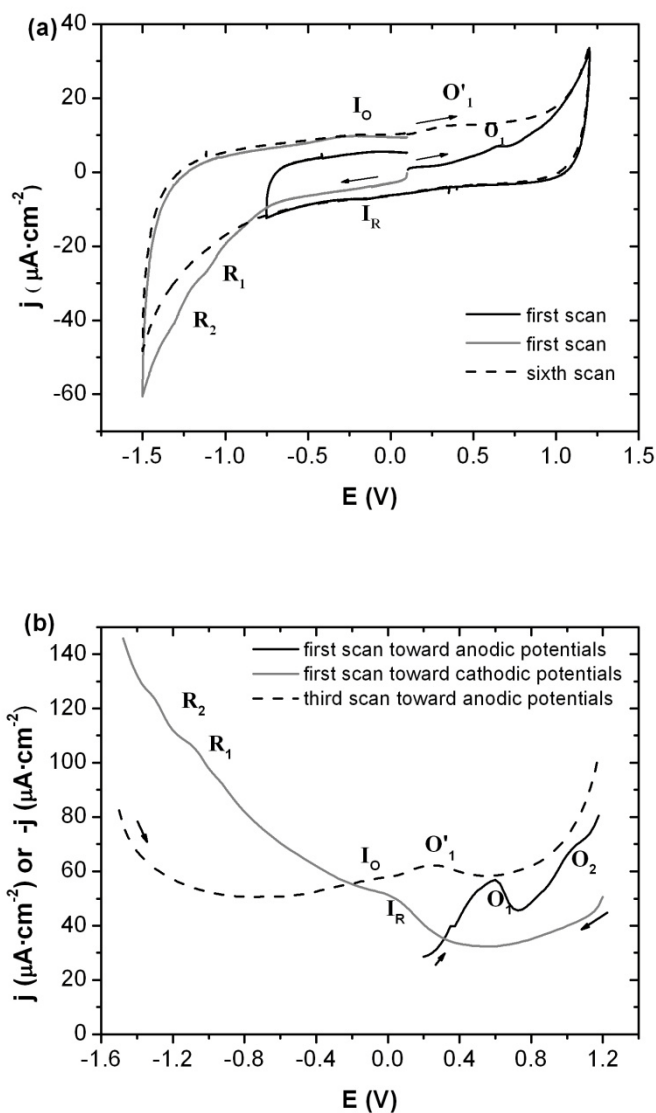 (a)
40
20
0
-20
-40
-60
j (μA·cm⁻²)
I_O
O'₁
O₁
I_R
R₁
R₂
first scan
first scan
sixth scan
-1.5 -1.0 -0.5 0.0 0.5 1.0 1.5
E (V)
(b)
140
120
100
80
60
40
20
0
j (μA·cm⁻²) or -j (μA·cm⁻²)
first scan toward anodic potentials
first scan toward cathodic potentials
third scan toward anodic potentials
R₂
R₁
I_O
O'₁
I_R
O₁
O₂
-1.6 -1.2 -0.8 -0.4 0.0 0.4 0.8 1.2
E (V)